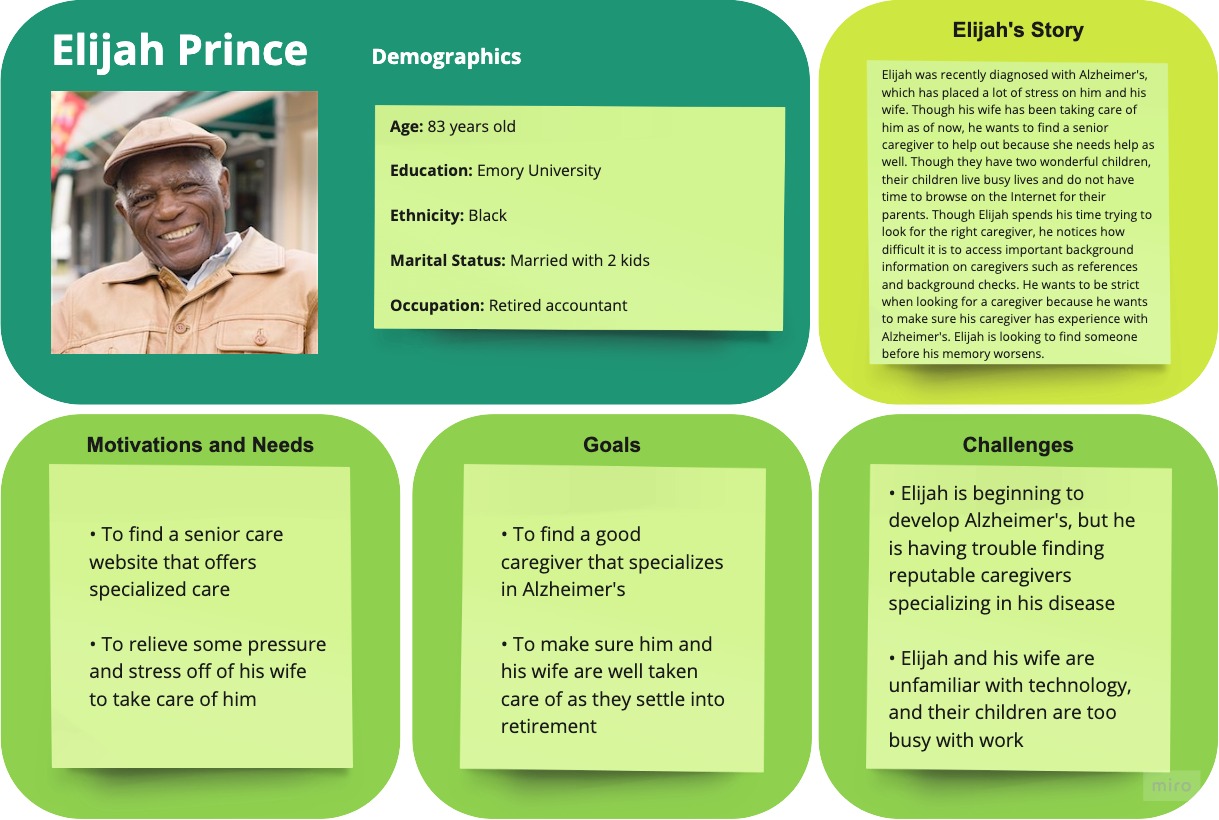 Elijah Prince
Demographics
Age: 83 years old
Education: Emory University
Ethnicity: Black
Marital Status: Married with 2 kids
Occupation: Retired accountant
Elijah's Story
Elijah was recently diagnosed with Alzheimer's,
which has placed a lot of stress on him and his
wife. Though his wife has been taking care of
him as of now, he wants to find a senior
caregiver to help out because she needs help as
well. Though they have two wonderful children,
their children live busy lives and do not have
time to browse on the Internet for their
parents. Though Elijah spends his time trying to
look for the right caregiver, he notices how
difficult it is to access important background
information on caregivers such as references
and background checks. He wants to be strict
when looking for a caregiver because he wants
to make sure his caregiver has experience with
Alzheimer's. Elijah is looking to find someone
before his memory worsens.
Motivations and Needs
• To find a senior care
website that offers
specialized care
• To relieve some pressure
and stress off of his wife
to take care of him
Goals
• To find a good
caregiver that specializes
in Alzheimer's
• To make sure him and
his wife are well taken
care of as they settle into
retirement
Challenges
• Elijah is beginning to
develop Alzheimer's, but he
is having trouble finding
reputable caregivers
specializing in his disease
• Elijah and his wife are
unfamiliar with technology,
and their children are too
busy with work
miro